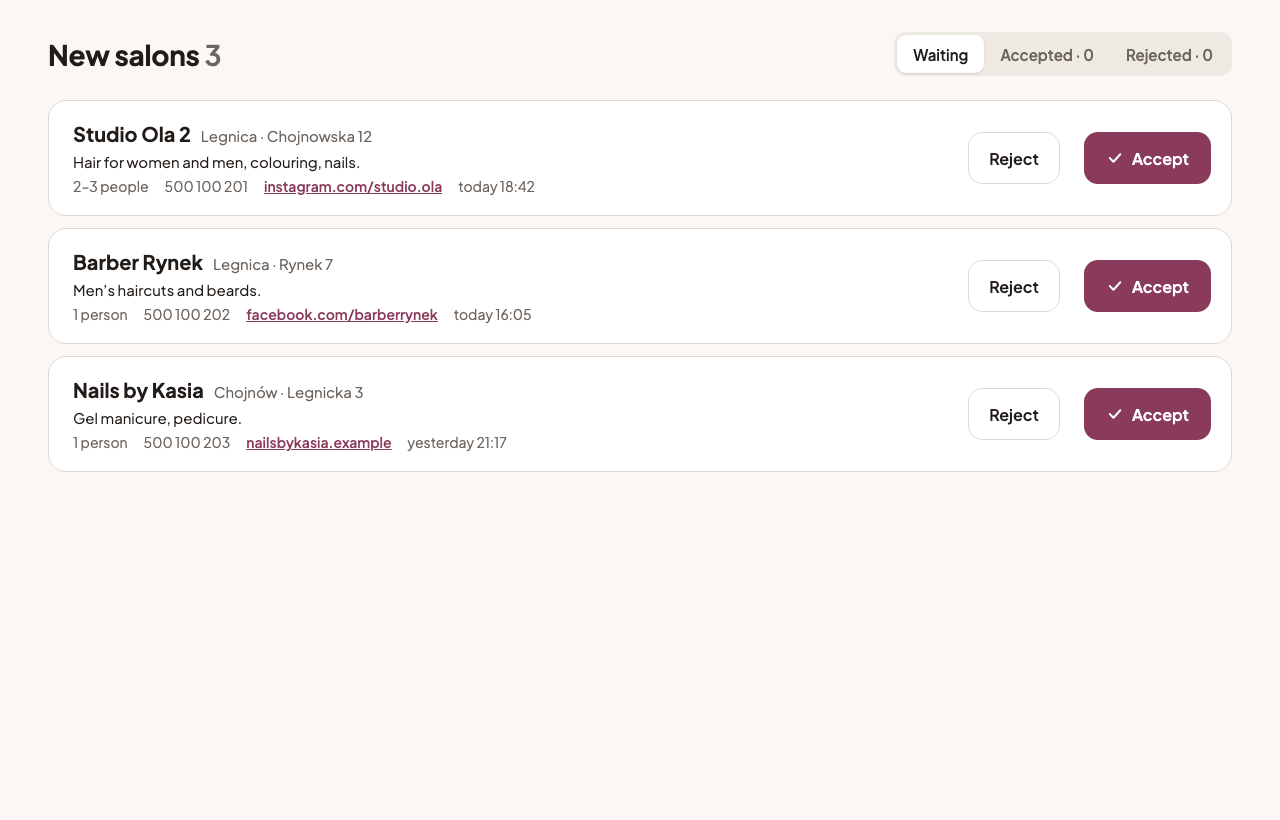 New salons 3
Waiting
Accepted · 0
Rejected · 0
Studio Ola 2 Legnica · Chojnowska 12
Hair for women and men, colouring, nails.
2–3 people 500 100 201 instagram.com/studio.ola today 18:42
Reject
Accept
Barber Rynek Legnica · Rynek 7
Men’s haircuts and beards.
1 person 500 100 202 facebook.com/barberrynek today 16:05
Reject
Accept
Nails by Kasia Chojnów · Legnicka 3
Gel manicure, pedicure.
1 person 500 100 203 nailsbykasia.example yesterday 21:17
Reject
Accept